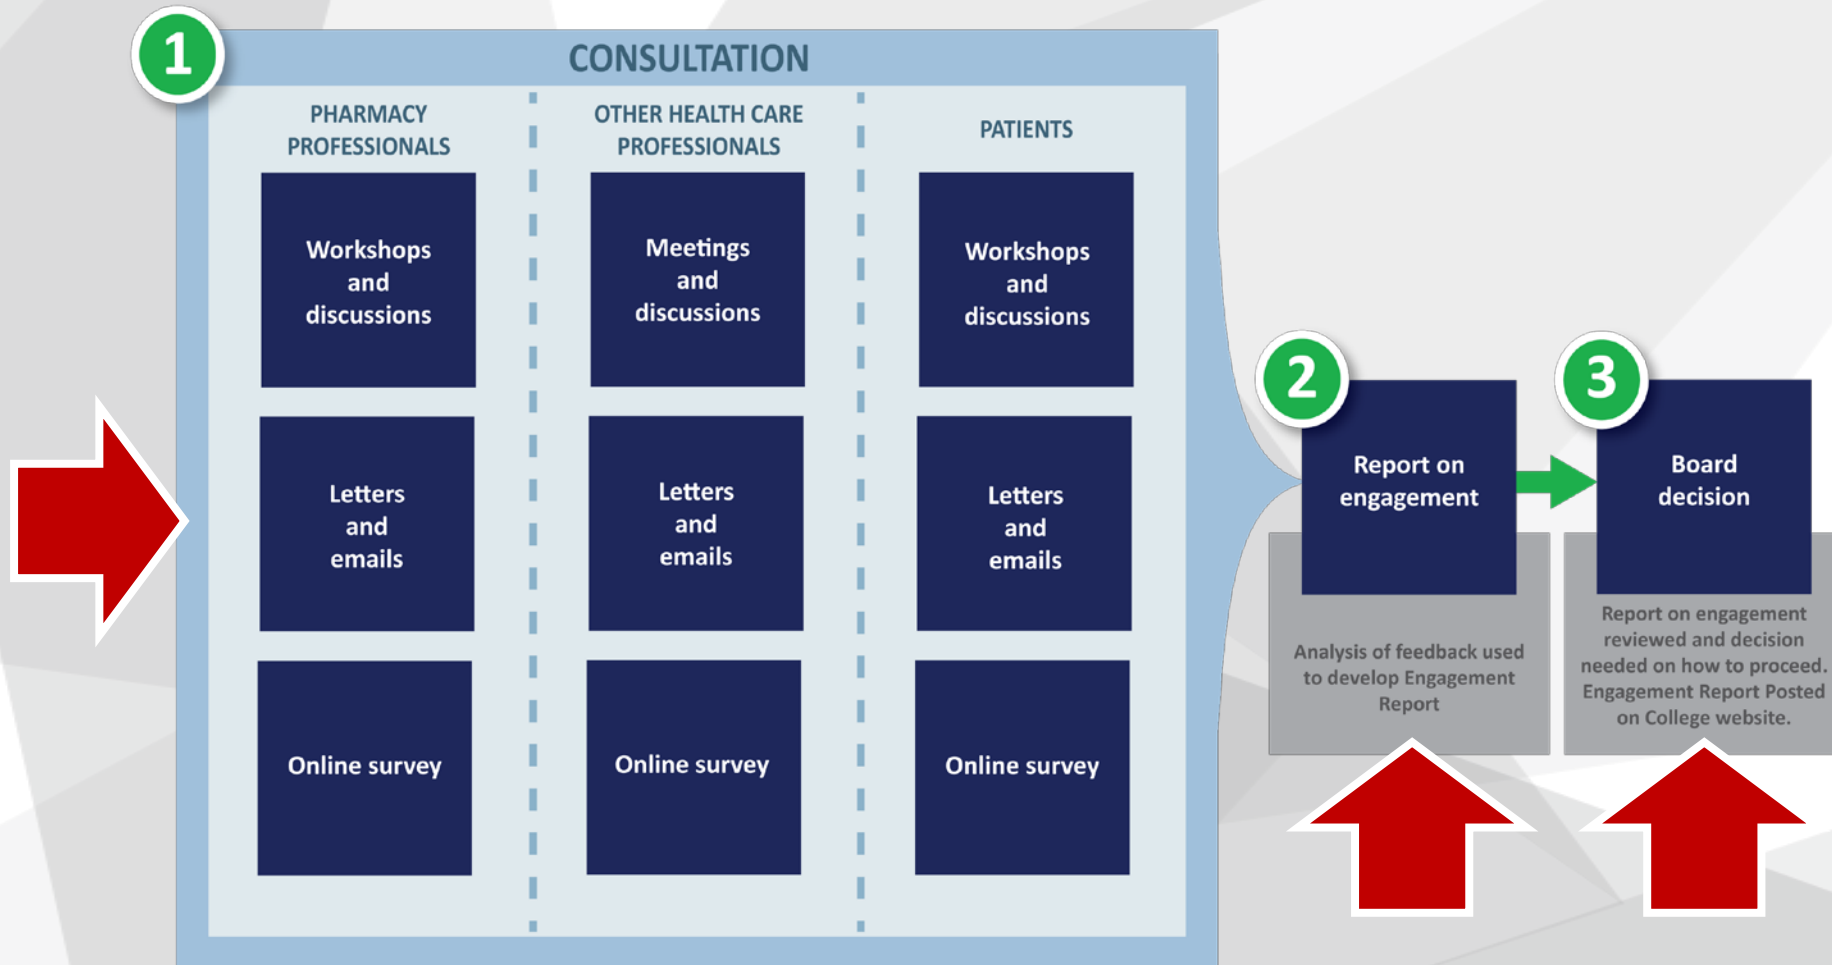 1
CONSULTATION
PHARMACY
PROFESSIONALS
Workshops
and
discussions
Letters
and
emails
Online survey
OTHER HEALTH CARE
PROFESSIONALS
Meetings
and
discussions
Letters
and
emails
Online survey
PATIENTS
Workshops
and
discussions
Letters
and
emails
Online survey
2
Report on
engagement
Analysis of feedback used
to develop Engagement
Report
3
Board
decision
Report on engagement
reviewed and decision
needed on how to proceed.
Engagement Report Posted
on College website.